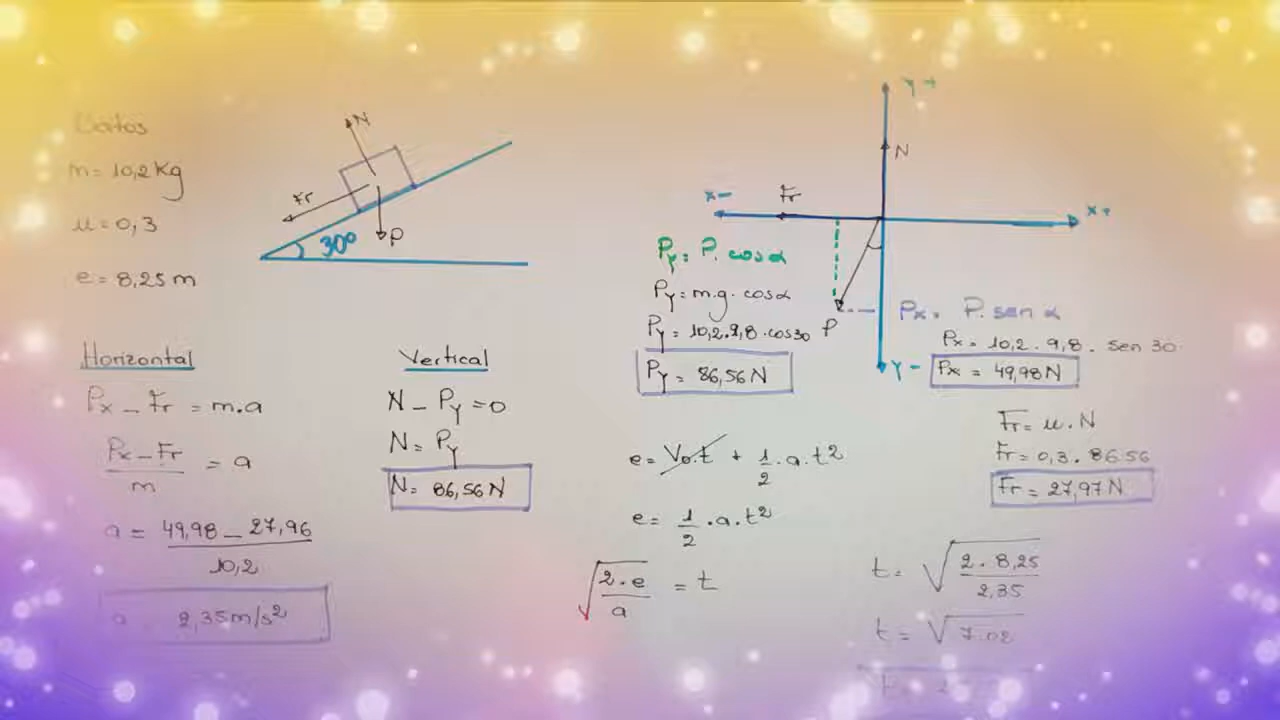 Datos
m = 10,2 Kg
u = 0,3
e = 8,25 m
N
Fr
P
30º
y+
N
x-
Fr
x+
Py = P. cos α
Py = m.g. cos α
Py = 10,2.9,8.cos30
Py = 86,56 N
P
y-
Px = P. sen α
Px = 10,2 . 9,8 . sen 30
Px = 49,98 N
Fr = u. N
Fr = 0,3. 86.56
Fr = 27,97 N
Horizontal
Px - Fr = m.a
Px - Fr / m = a
a = 49,98 - 27,96 / 10,2
a 2,35 m/s²
Vertical
N - Py = 0
N = Py
N = 86,56 N
e = Vo.t + 1/2 .a.t²
e = 1/2 .a.t²
√(2.e / a) = t
t = √(2. 8,25 / 2,35)
t = √7.02